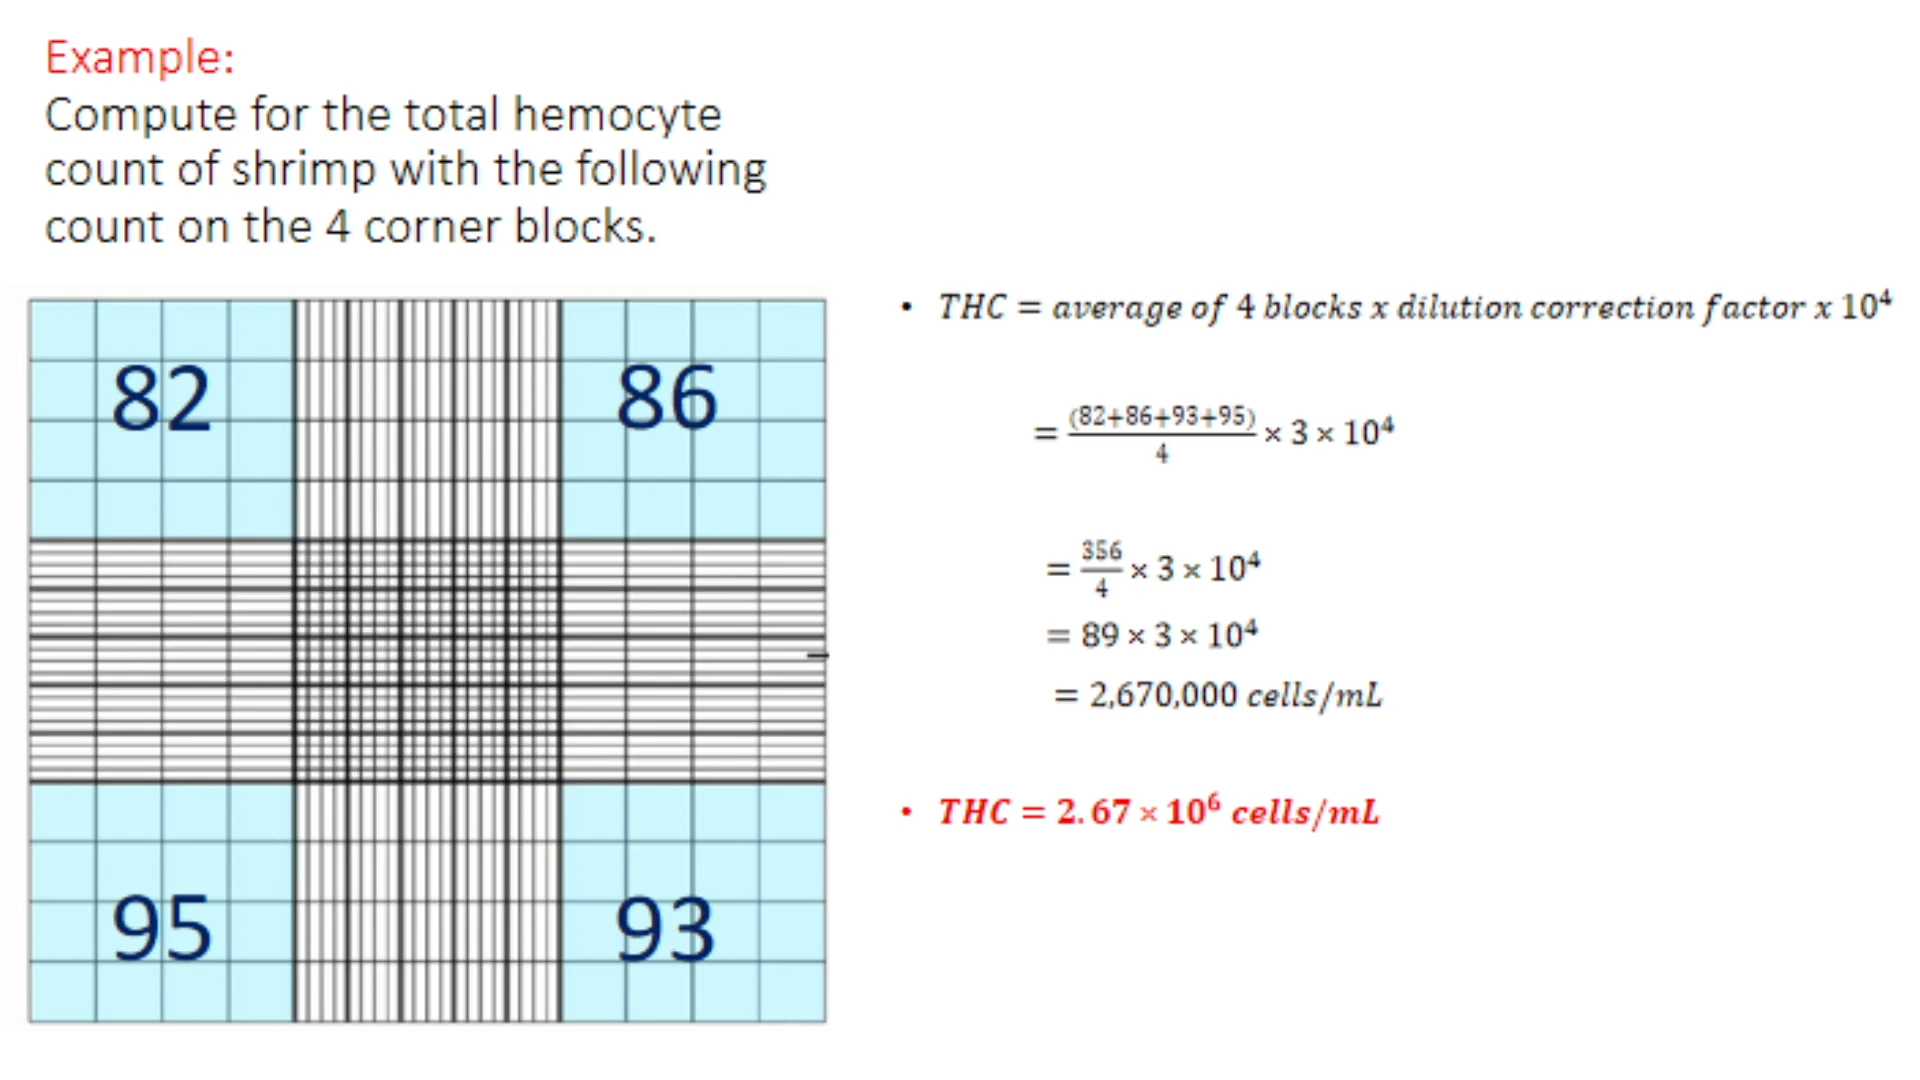 Example:
Compute for the total hemocyte
count of shrimp with the following
count on the 4 corner blocks.
82
86
95
93
• THC = average of 4 blocks x dilution correction factor x 10⁴
= (82+86+93+95)/4 × 3 × 10⁴
= 356/4 × 3 × 10⁴
= 89 × 3 × 10⁴
= 2,670,000 cells/mL
• THC = 2.67 × 10⁶ cells/mL